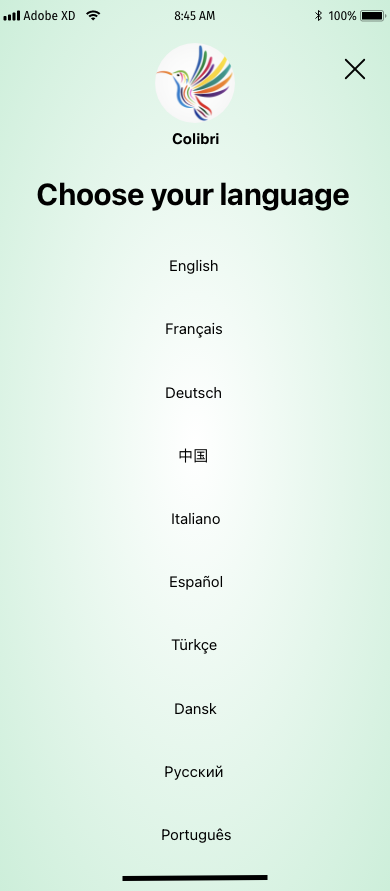 Adobe XD 8:45 AM 100%
Colibri
Choose your language
English
Français
Deutsch
中国
Italiano
Español
Türkçe
Dansk
Русский
Português